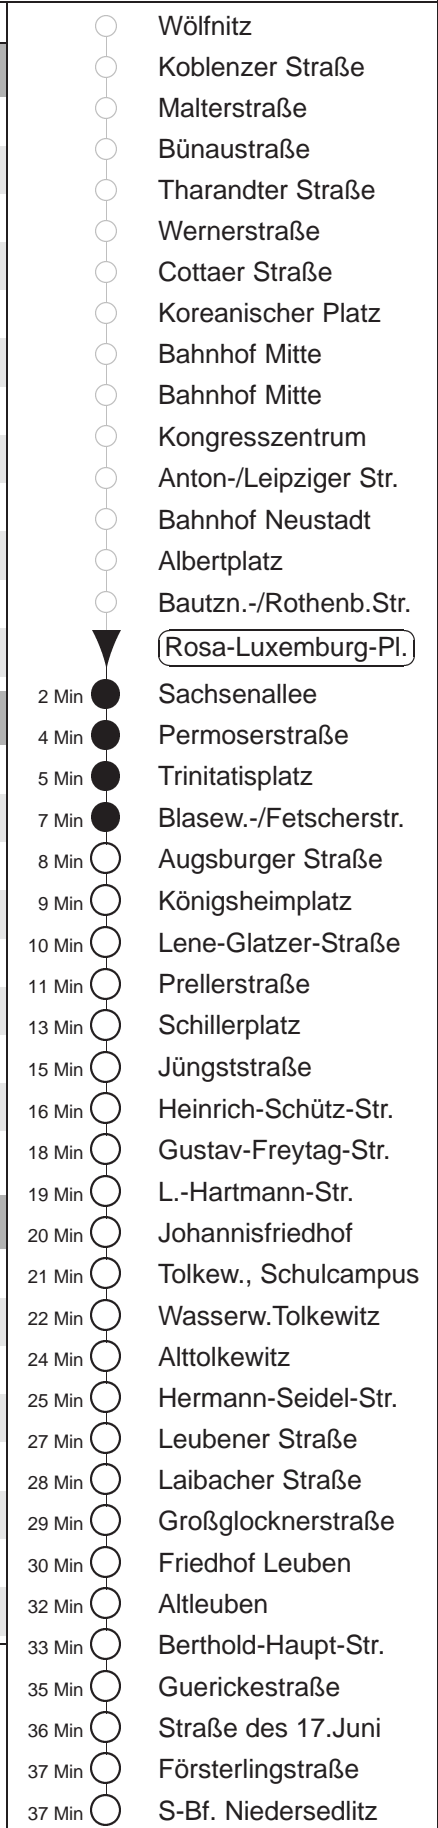 Wölfnitz
Koblenzer Straße
Malterstraße
Bünaustraße
Tharandter Straße
Wernerstraße
Cottaer Straße
Koreanischer Platz
Bahnhof Mitte
Bahnhof Mitte
Kongresszentrum
Anton-/Leipziger Str.
Bahnhof Neustadt
Albertplatz
Bautzn.-/Rothenb.Str.
Rosa-Luxemburg-Pl.
2 Min Sachsenallee
4 Min Permoserstraße
5 Min Trinitatisplatz
7 Min Blasew.-/Fetscherstr.
8 Min Augsburger Straße
9 Min Königsheimplatz
10 Min Lene-Glatzer-Straße
11 Min Prellerstraße
13 Min Schillerplatz
15 Min Jüngststraße
16 Min Heinrich-Schütz-Str.
18 Min Gustav-Freytag-Str.
19 Min L.-Hartmann-Str.
20 Min Johannisfriedhof
21 Min Tolkew., Schulcampus
22 Min Wasserw.Tolkewitz
24 Min Alttolkewitz
25 Min Hermann-Seidel-Str.
27 Min Leubener Straße
28 Min Laibacher Straße
29 Min Großglocknerstraße
30 Min Friedhof Leuben
32 Min Altleuben
33 Min Berthold-Haupt-Str.
35 Min Guerickestraße
36 Min Straße des 17.Juni
37 Min Försterlingstraße
37 Min S-Bf. Niedersedlitz